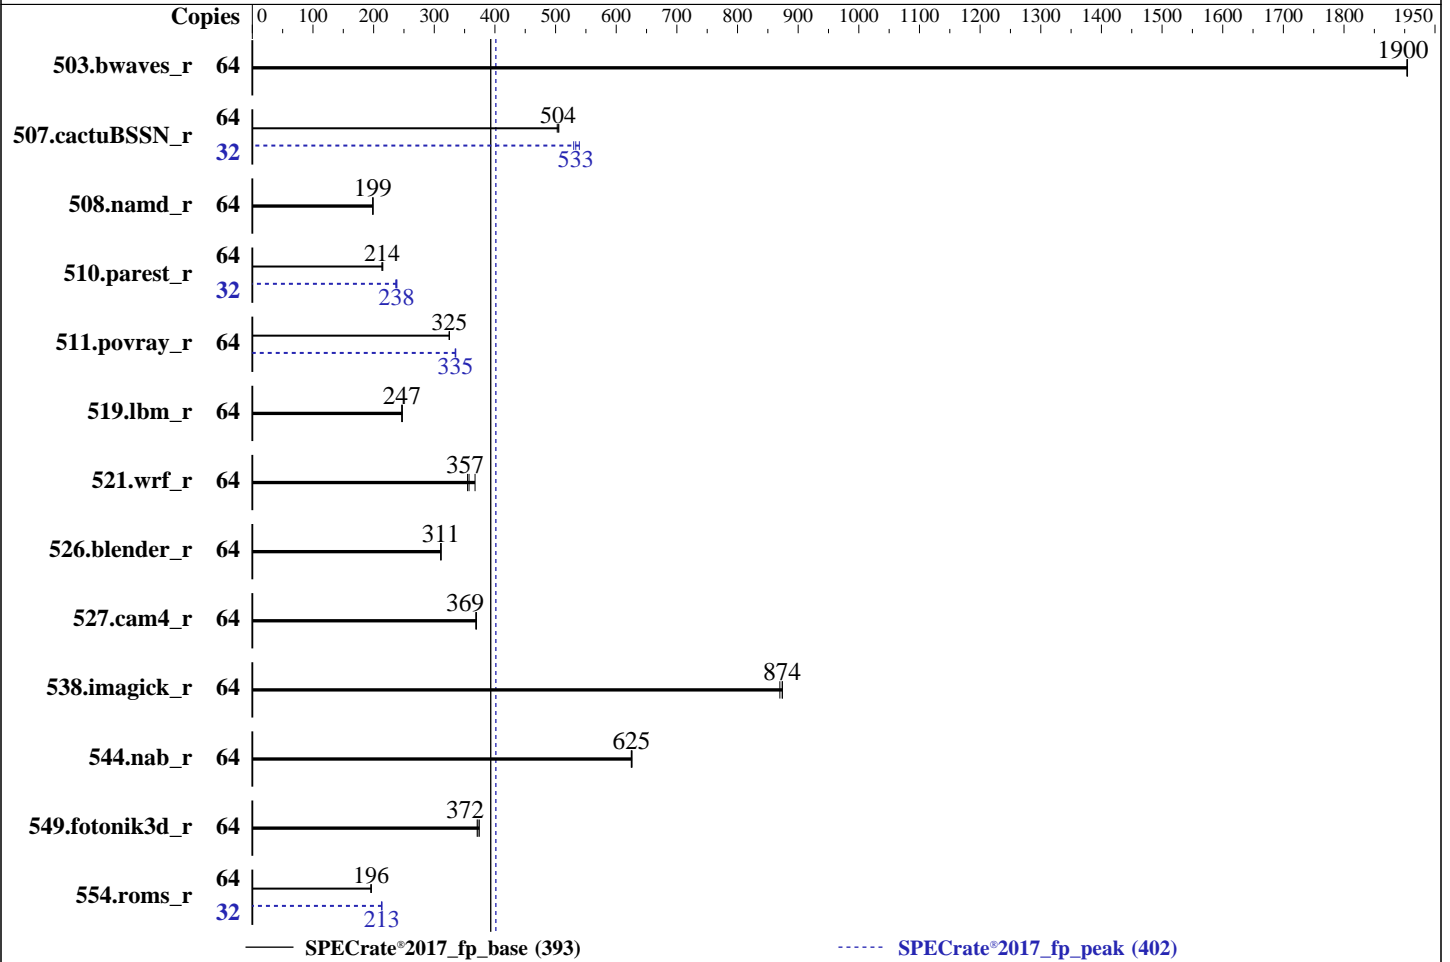 Copies 0 100 200 300 400 500 600 700 800 900 1000 1100 1200 1300 1400 1500 1600 1700 1800 1950
503.bwaves_r 64 1900
507.cactuBSSN_r 64 504
32 533
508.namd_r 64 199
510.parest_r 64 214
32 238
511.povray_r 64 325
335
519.lbm_r 64 247
521.wrf_r 64 357
526.blender_r 64 311
527.cam4_r 64 369
538.imagick_r 64 874
544.nab_r 64 625
549.fotonik3d_r 64 372
554.roms_r 64 196
32 213
SPECrate®2017_fp_base (393) SPECrate®2017_fp_peak (402)